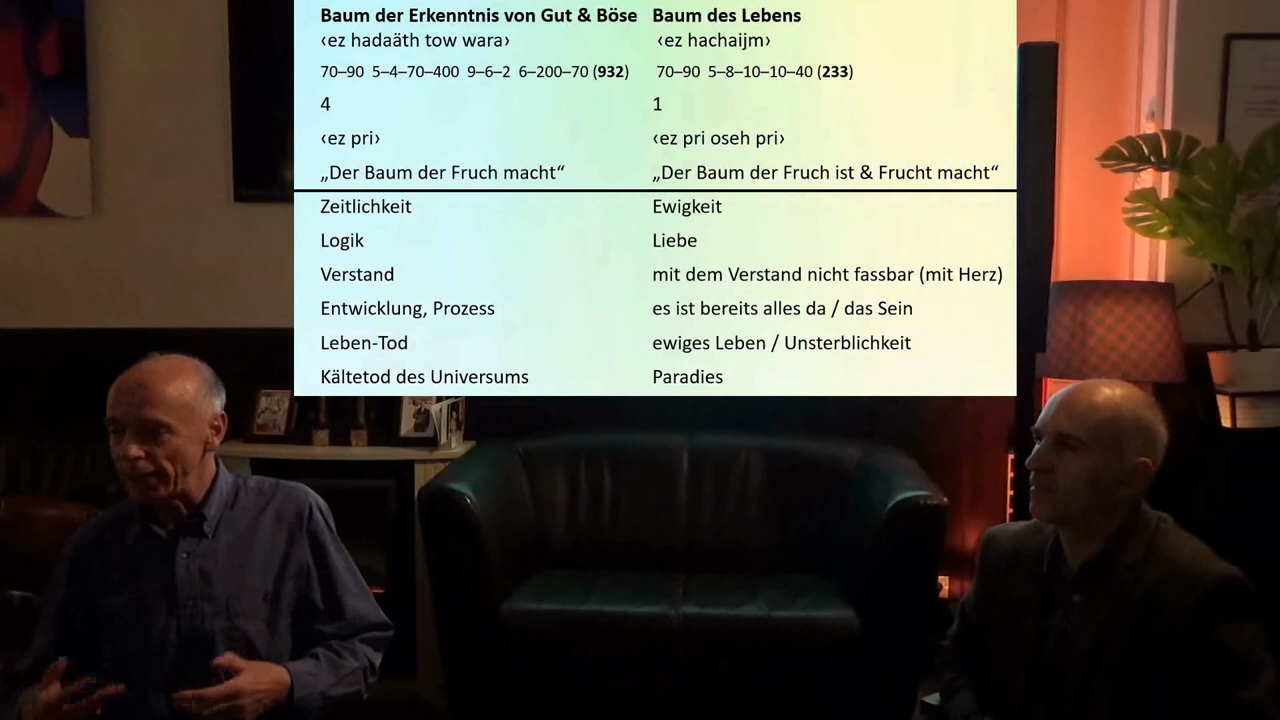 Baum der Erkenntnis von Gut & Böse Baum des Lebens
‹ez hadaäth tow wara› ‹ez hachaijm›
70–90 5–4–70–400 9–6–2 6–200–70 (932) 70–90 5–8–10–10–40 (233)
4 1
‹ez pri› ‹ez pri oseh pri›
„Der Baum der Fruch macht“ „Der Baum der Fruch ist & Frucht macht“
Zeitlichkeit Ewigkeit
Logik Liebe
Verstand mit dem Verstand nicht fassbar (mit Herz)
Entwicklung, Prozess es ist bereits alles da / das Sein
Leben-Tod ewiges Leben / Unsterblichkeit
Kältetod des Universums Paradies